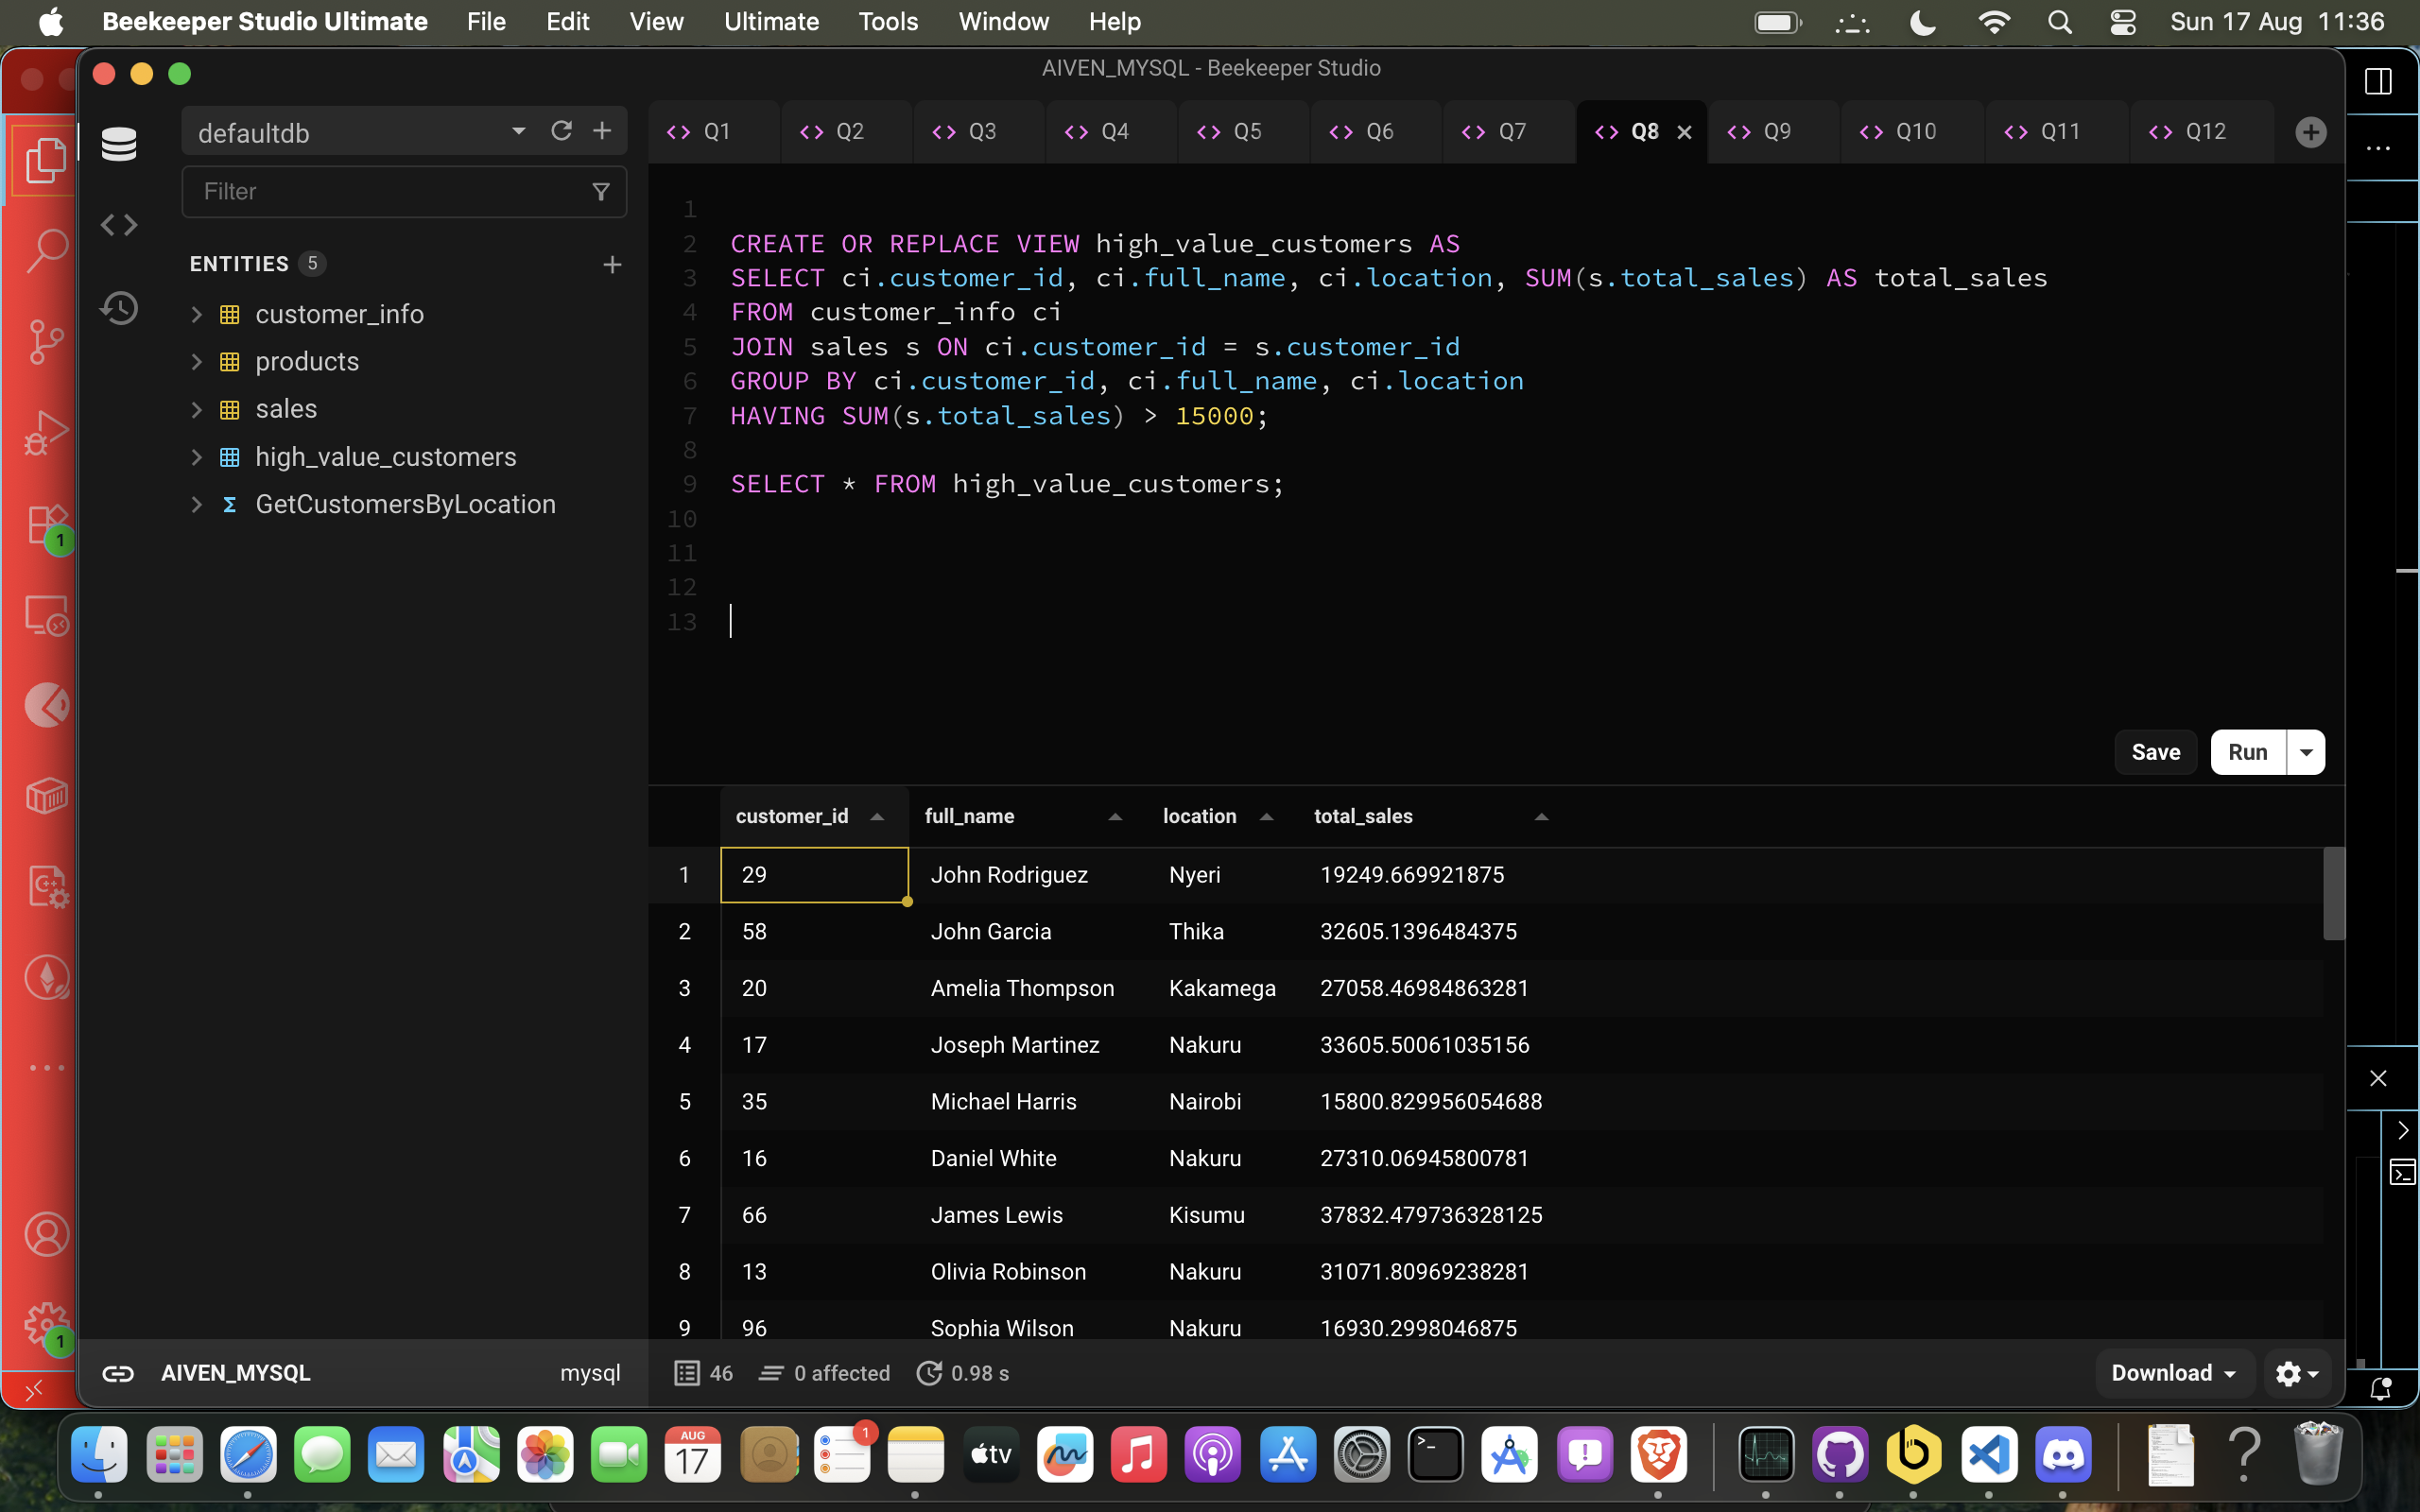 Beekeeper Studio Ultimate File Edit View Ultimate Tools Window Help Sun 17 Aug 11:36
AIVEN_MYSQL - Beekeeper Studio
defaultdb
Q1 Q2 Q3 Q4 Q5 Q6 Q7 Q8 Q9 Q10 Q11 Q12
Filter
ENTITIES 5
customer_info
products
sales
high_value_customers
GetCustomersByLocation
1
1
1
2 CREATE OR REPLACE VIEW high_value_customers AS
3 SELECT ci.customer_id, ci.full_name, ci.location, SUM(s.total_sales) AS total_sales
4 FROM customer_info ci
5 JOIN sales s ON ci.customer_id = s.customer_id
6 GROUP BY ci.customer_id, ci.full_name, ci.location
7 HAVING SUM(s.total_sales) > 15000;
8
9 SELECT * FROM high_value_customers;
10
11
12
13
Save Run
customer_id full_name location total_sales
1 29 John Rodriguez Nyeri 19249.669921875
2 58 John Garcia Thika 32605.1396484375
3 20 Amelia Thompson Kakamega 27058.46984863281
4 17 Joseph Martinez Nakuru 33605.50061035156
5 35 Michael Harris Nairobi 15800.829956054688
6 16 Daniel White Nakuru 27310.06945800781
7 66 James Lewis Kisumu 37832.479736328125
8 13 Olivia Robinson Nakuru 31071.80969238281
9 96 Sophia Wilson Nakuru 16930.2998046875
AIVEN_MYSQL mysql 46 0 affected 0.98 s Download
AUG
17
1
tv